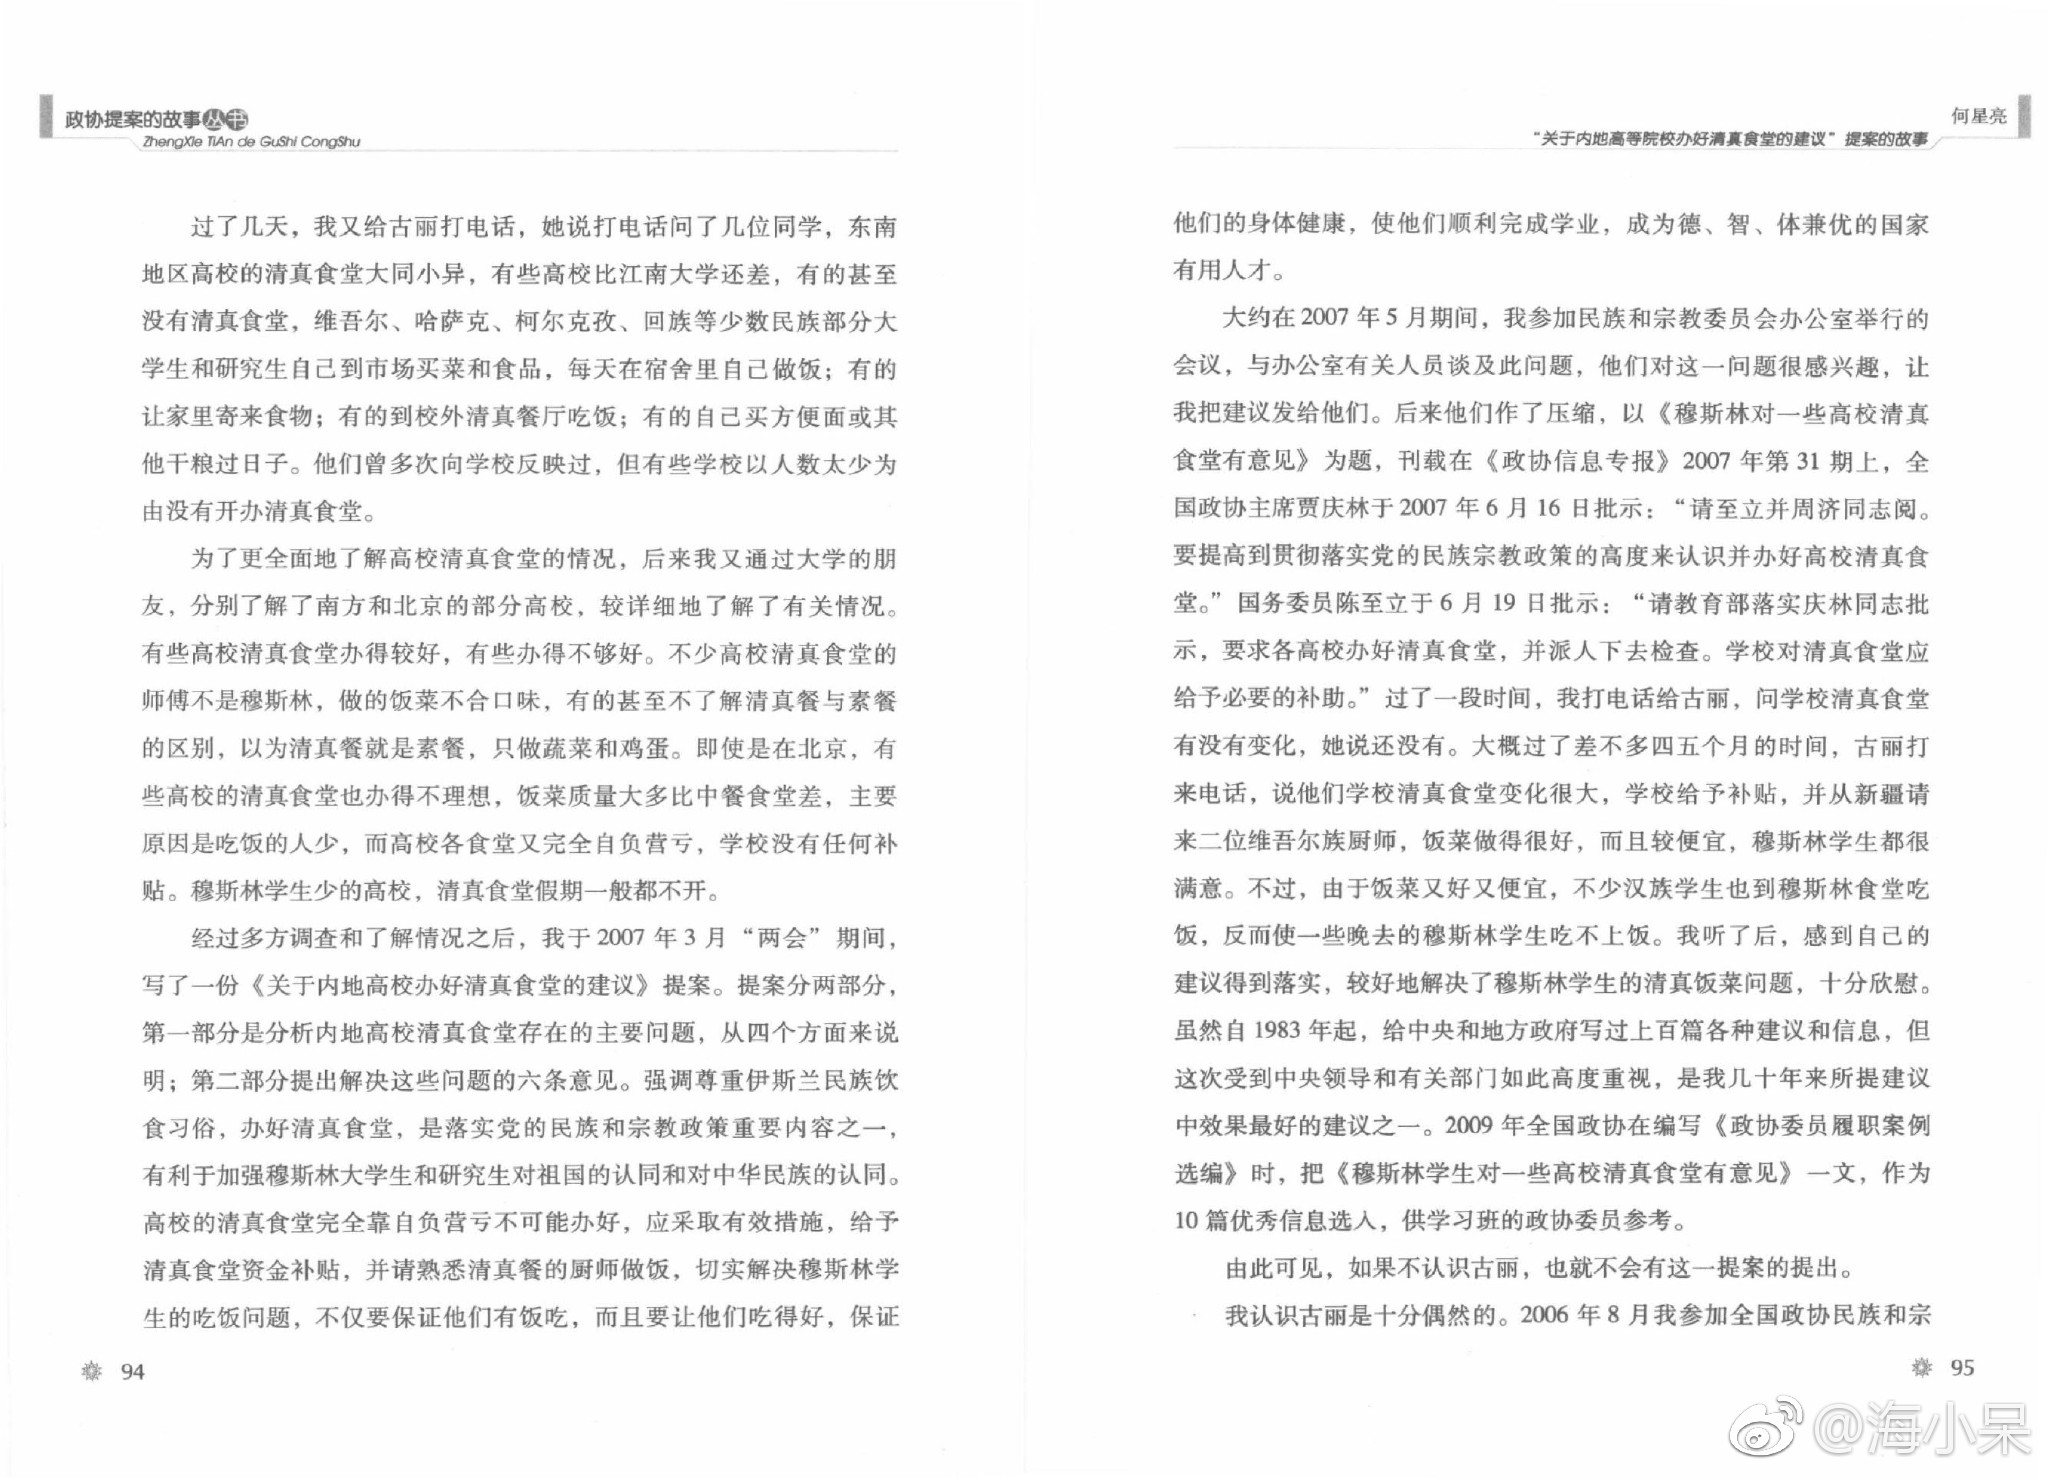 政协提案的故事丛书
ZhengXie TiAn de GuShi CongShu
过了几天，我又给古丽打电话，她说打电话问了几位同学，东南
地区高校的清真食堂大同小异，有些高校比江南大学还差，有的甚至
没有清真食堂，维吾尔、哈萨克、柯尔克孜、回族等少数民族部分大
学生和研究生自己到市场买菜和食品，每天在宿舍里自己做饭；有的
让家里寄来食物；有的到校外清真餐厅吃饭；有的自己买方便面或其
他干粮过日子。他们曾多次向学校反映过，但有些学校以人数太少为
由没有开办清真食堂。
为了更全面地了解高校清真食堂的情况，后来我又通过大学的朋
友，分别了解了南方和北京的部分高校，较详细地了解了有关情况。
有些高校清真食堂办得较好，有些办得不够好。不少高校清真食堂的
师傅不是穆斯林，做的饭菜不合口味，有的甚至不了解清真餐与素餐
的区别，以为清真餐就是素餐，只做蔬菜和鸡蛋。即使是在北京，有
些高校的清真食堂也办得不理想，饭菜质量大多比中餐食堂差，主要
原因是吃饭的人少，而高校各食堂又完全自负营亏，学校没有任何补
贴。穆斯林学生少的高校，清真食堂假期一般都不开。
经过多方调查和了解情况之后，我于 2007 年 3 月“两会”期间，
写了一份《关于内地高校办好清真食堂的建议》提案。提案分两部分，
第一部分是分析内地高校清真食堂存在的主要问题，从四个方面来说
明；第二部分提出解决这些问题的六条意见。强调尊重伊斯兰民族饮
食习俗，办好清真食堂，是落实党的民族和宗教政策重要内容之一，
有利于加强穆斯林大学生和研究生对祖国的认同和对中华民族的认同。
高校的清真食堂完全靠自负营亏不可能办好，应采取有效措施，给予
清真食堂资金补贴，并请熟悉清真餐的厨师做饭，切实解决穆斯林学
生的吃饭问题，不仅要保证他们有饭吃，而且要让他们吃得好，保证
94
何星亮
“关于内地高等院校办好清真食堂的建议”提案的故事
他们的身体健康，使他们顺利完成学业，成为德、智、体兼优的国家
有用人才。
大约在 2007 年 5 月期间，我参加民族和宗教委员会办公室举行的
会议，与办公室有关人员谈及此问题，他们对这一问题很感兴趣，让
我把建议发给他们。后来他们作了压缩，以《穆斯林对一些高校清真
食堂有意见》为题，刊载在《政协信息专报》2007 年第 31 期上，全
国政协主席贾庆林于 2007 年 6 月 16 日批示：“请至立并周济同志阅。
要提高到贯彻落实党的民族宗教政策的高度来认识并办好高校清真食
堂。”国务委员陈至立于 6 月 19 日批示：“请教育部落实庆林同志批
示，要求各高校办好清真食堂，并派人下去检查。学校对清真食堂应
给予必要的补助。”过了一段时间，我打电话给古丽，问学校清真食堂
有没有变化，她说还没有。大概过了差不多四五个月的时间，古丽打
来电话，说他们学校清真食堂变化很大，学校给予补贴，并从新疆请
来二位维吾尔族厨师，饭菜做得很好，而且较便宜，穆斯林学生都很
满意。不过，由于饭菜又好又便宜，不少汉族学生也到穆斯林食堂吃
饭，反而使一些晚去的穆斯林学生吃不上饭。我听了后，感到自己的
建议得到落实，较好地解决了穆斯林学生的清真饭菜问题，十分欣慰。
虽然自 1983 年起，给中央和地方政府写过上百篇各种建议和信息，但
这次受到中央领导和有关部门如此高度重视，是我几十年来所提建议
中效果最好的建议之一。2009 年全国政协在编写《政协委员履职案例
选编》时，把《穆斯林学生对一些高校清真食堂有意见》一文，作为
10 篇优秀信息选入，供学习班的政协委员参考。
由此可见，如果不认识古丽，也就不会有这一提案的提出。
我认识古丽是十分偶然的。2006 年 8 月我参加全国政协民族和宗
95
@海小呆